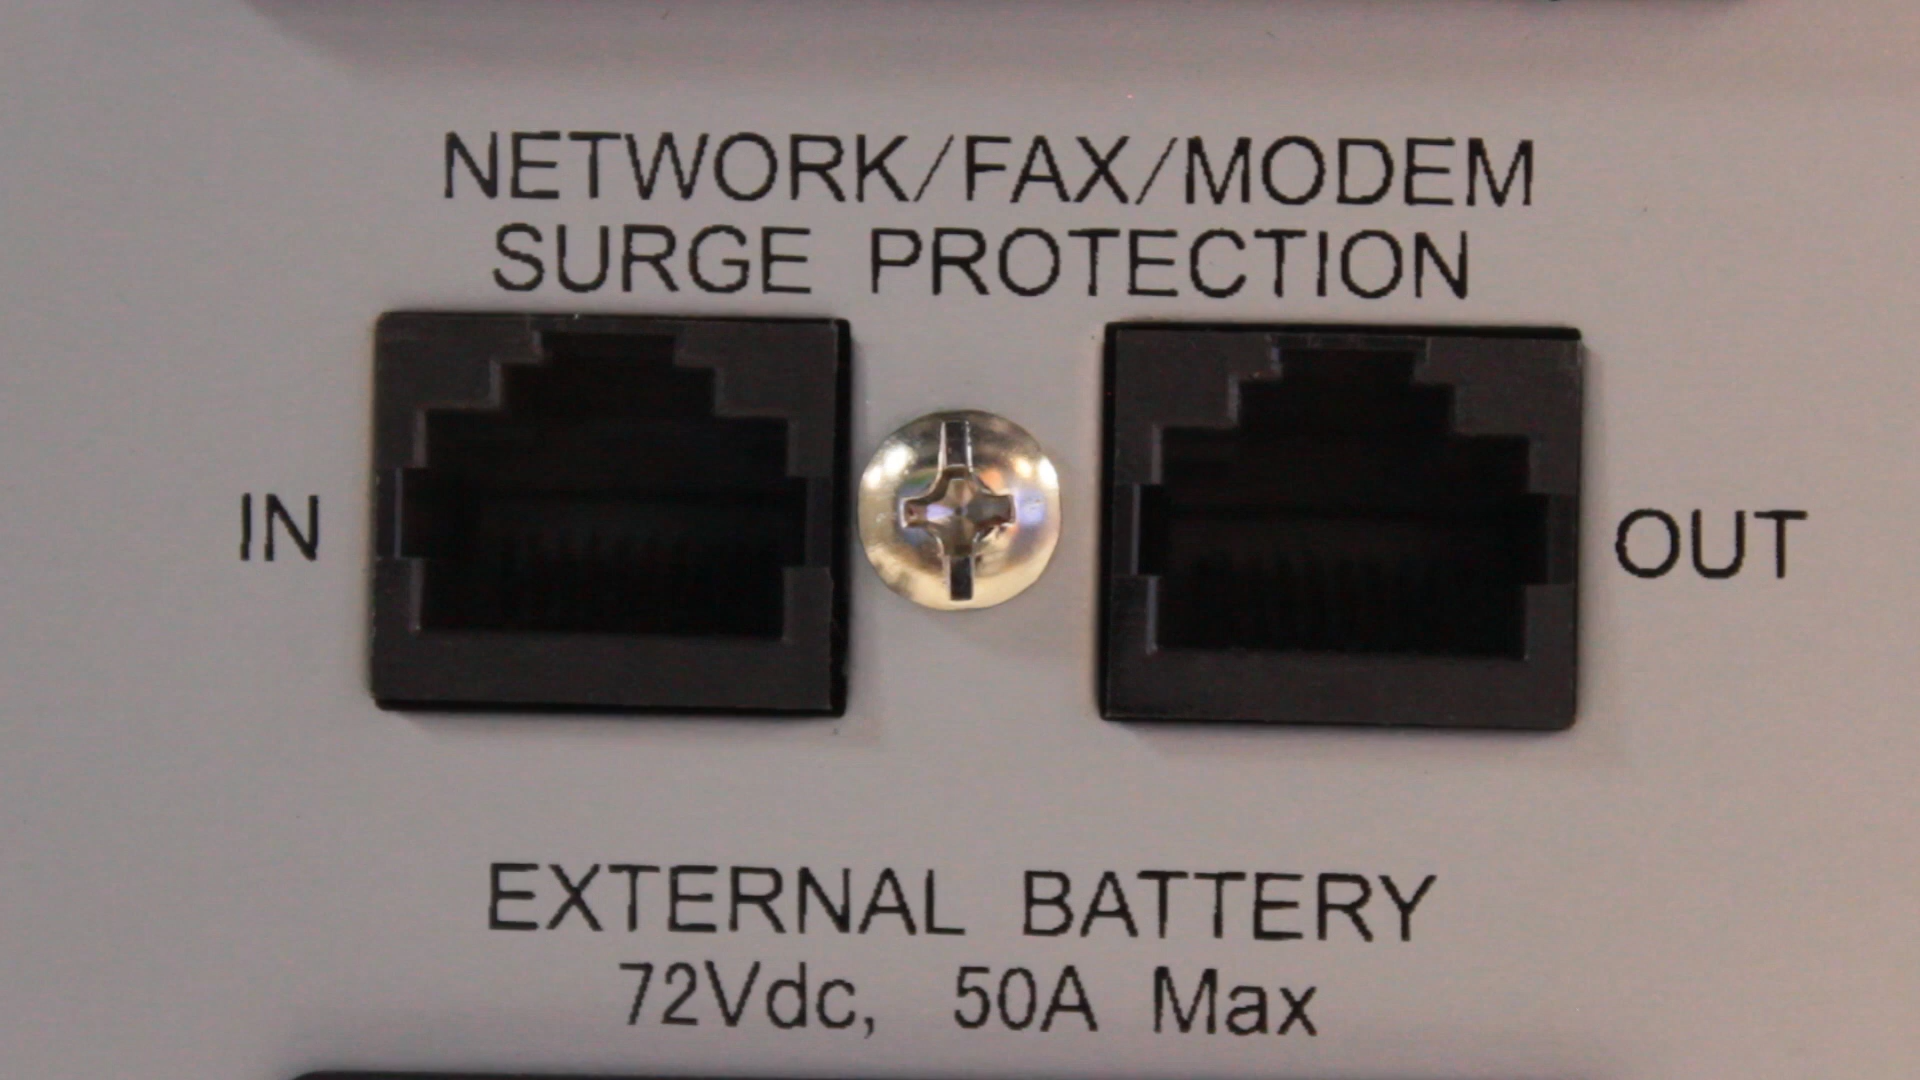 NETWORK/FAX/MODEM
SURGE PROTECTION
IN
OUT
EXTERNAL BATTERY
72Vdc, 50A Max